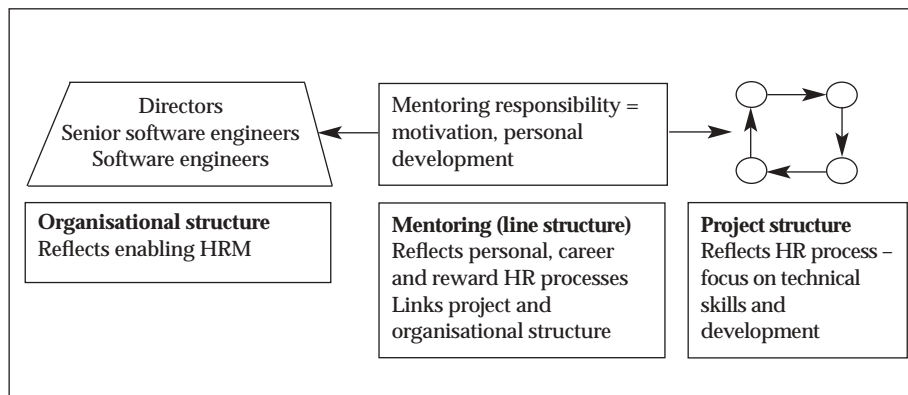 Directors
Senior software engineers
Software engineers
Mentoring responsibility =
motivation, personal
development
Organisational structure
Reflects enabling HRM
Mentoring (line structure)
Reflects personal, career
and reward HR processes
Links project and
organisational structure
Project structure
Reflects HR process –
focus on technical
skills and
development